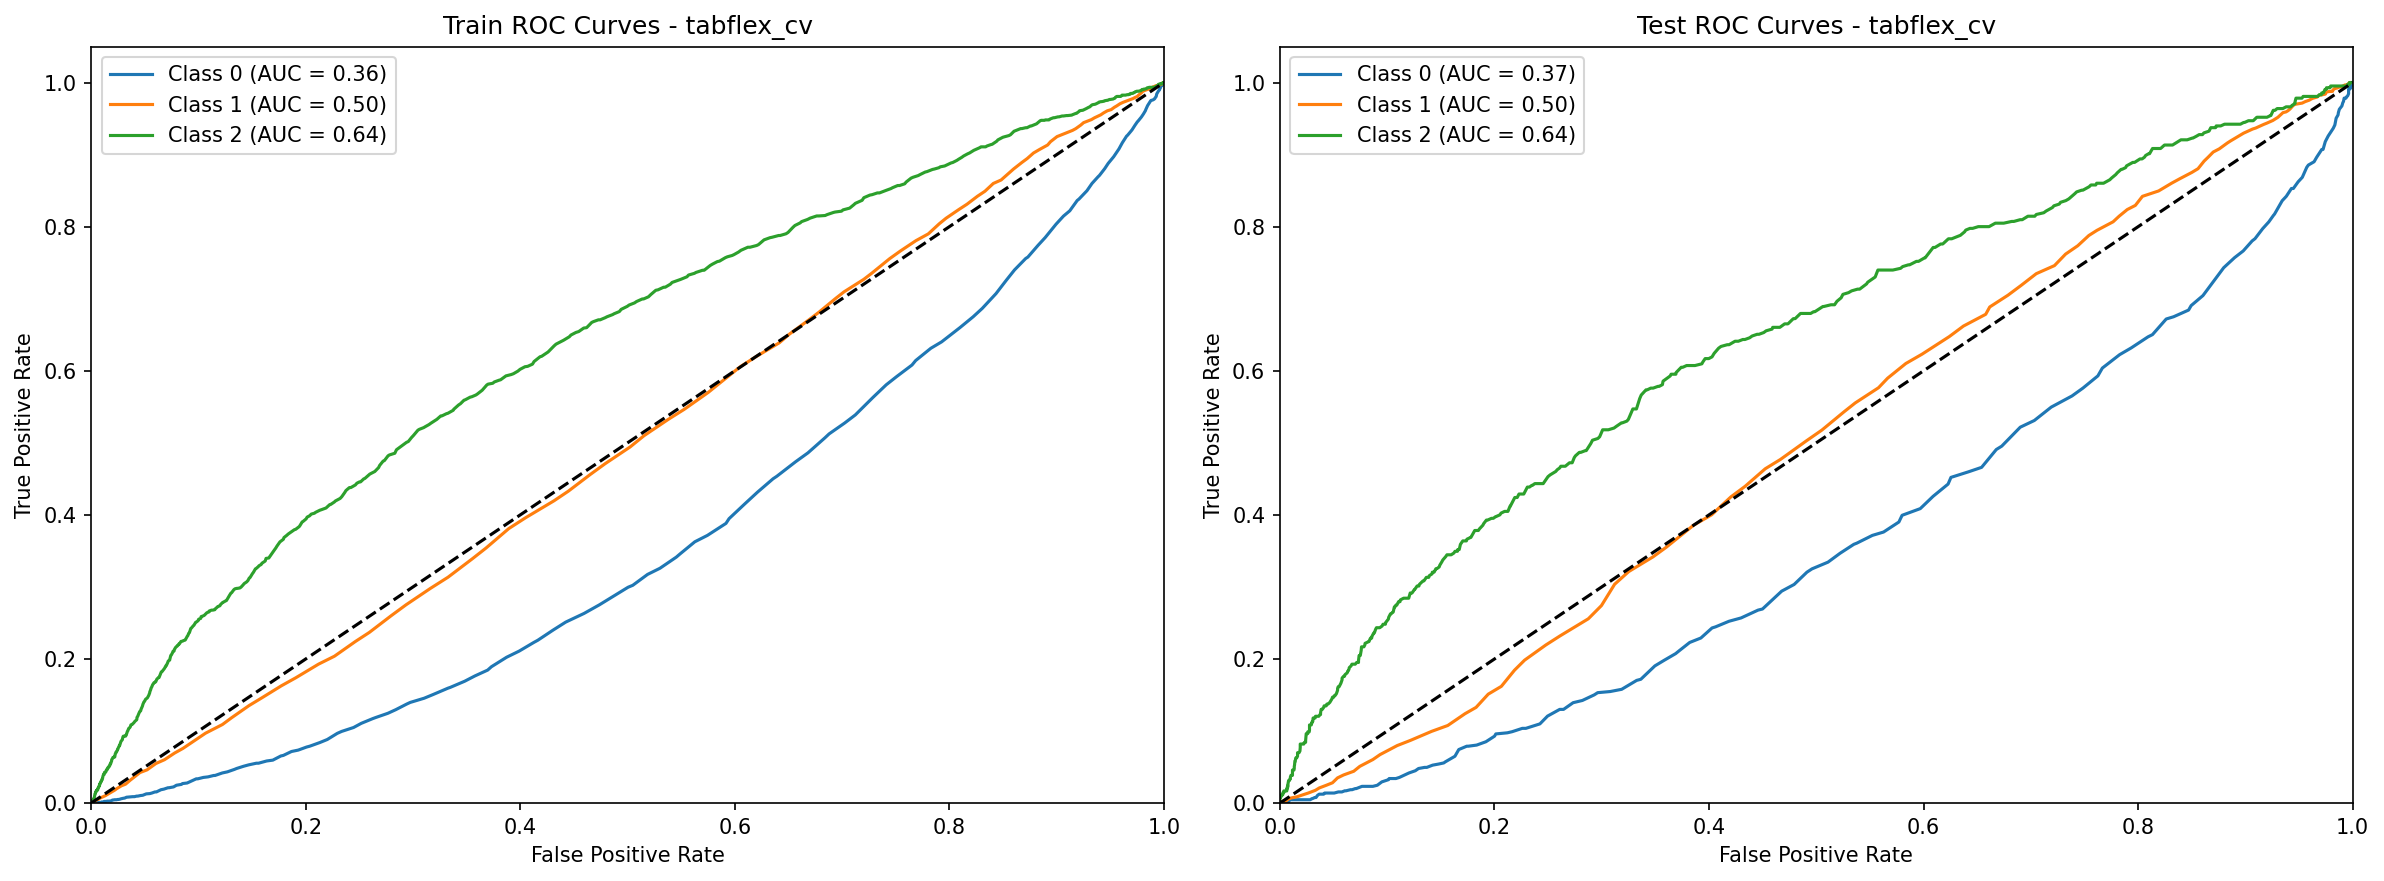 Train ROC Curves - tabflex_cv
Class 0 (AUC = 0.36)
Class 1 (AUC = 0.50)
Class 2 (AUC = 0.64)
True Positive Rate
1.0
0.8
0.6
0.4
0.2
0.0
0.0 0.2 0.4 0.6 0.8 1.0
False Positive Rate
Test ROC Curves - tabflex_cv
Class 0 (AUC = 0.37)
Class 1 (AUC = 0.50)
Class 2 (AUC = 0.64)
True Positive Rate
1.0
0.8
0.6
0.4
0.2
0.0
0.0 0.2 0.4 0.6 0.8 1.0
False Positive Rate